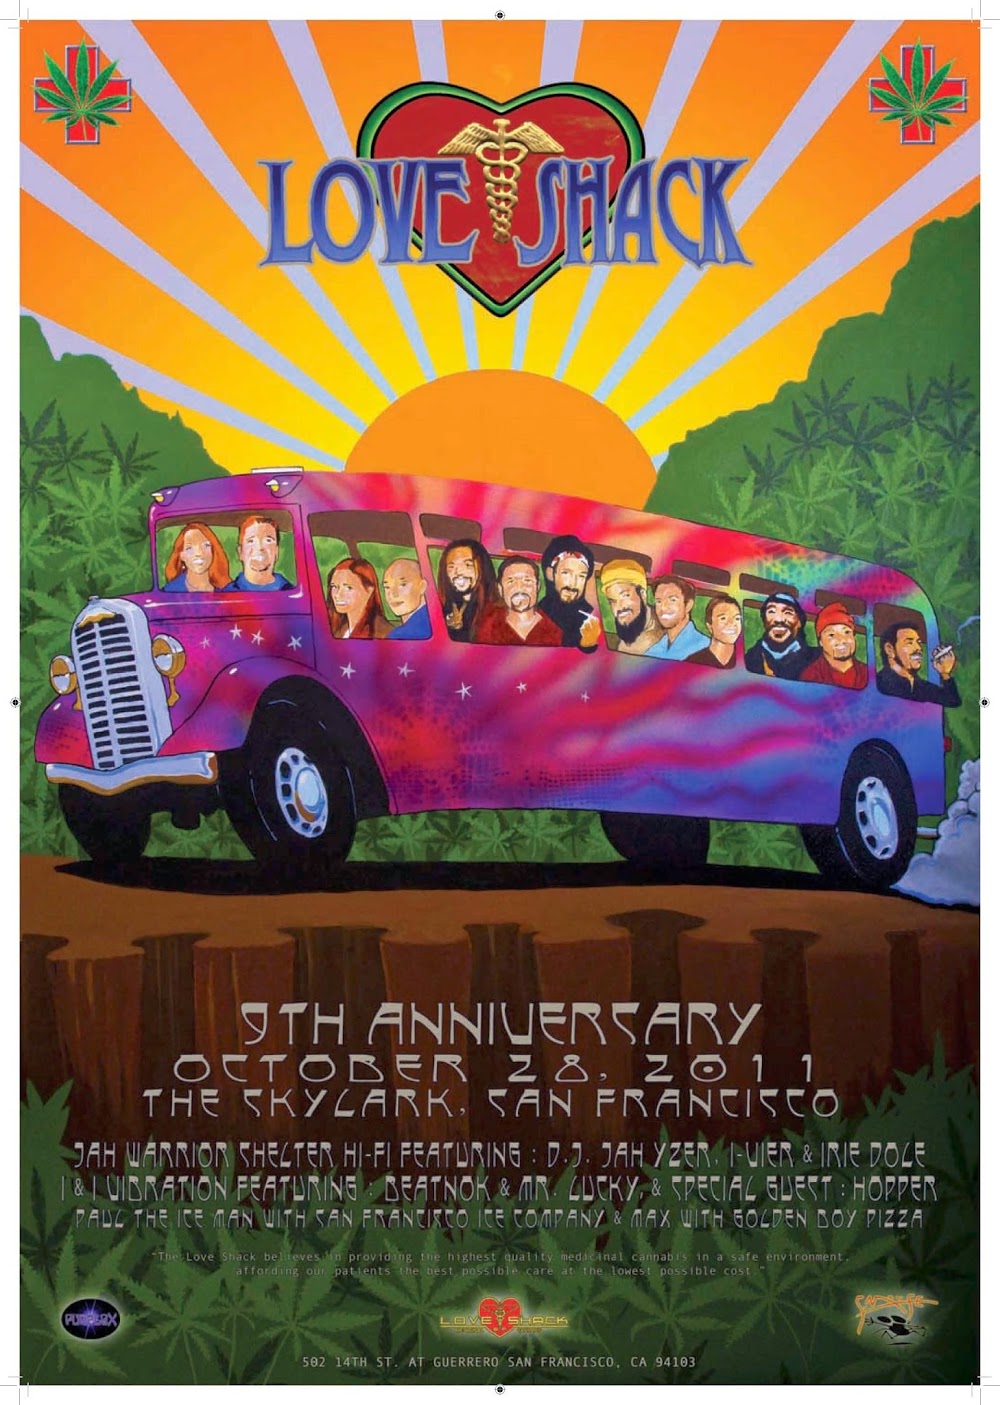 LOVE SHACK
9TH ANNIVERSARY
OCTOBER 28, 2011
THE SKYLARK, SAN FRANCISCO
JAH WARRIOR SHELTER HI-FI FEATURING : D.J. JAH YZER, I-VIER & IRIE DOLE
I & I VIBRATION FEATURING : BEATNOK & MR. LUCKY, & SPECIAL GUEST : HOPPER
PAUL THE ICE MAN WITH SAN FRANCISCO ICE COMPANY & MAX WITH GOLDEN BOY PIZZA
"The Love Shack believes in providing the highest quality medicinal cannabis in a safe environment,
affording our patients the best possible care at the lowest possible cost."
LOVE SHACK
502 14TH ST. AT GUERRERO SAN FRANCISCO, CA 94103